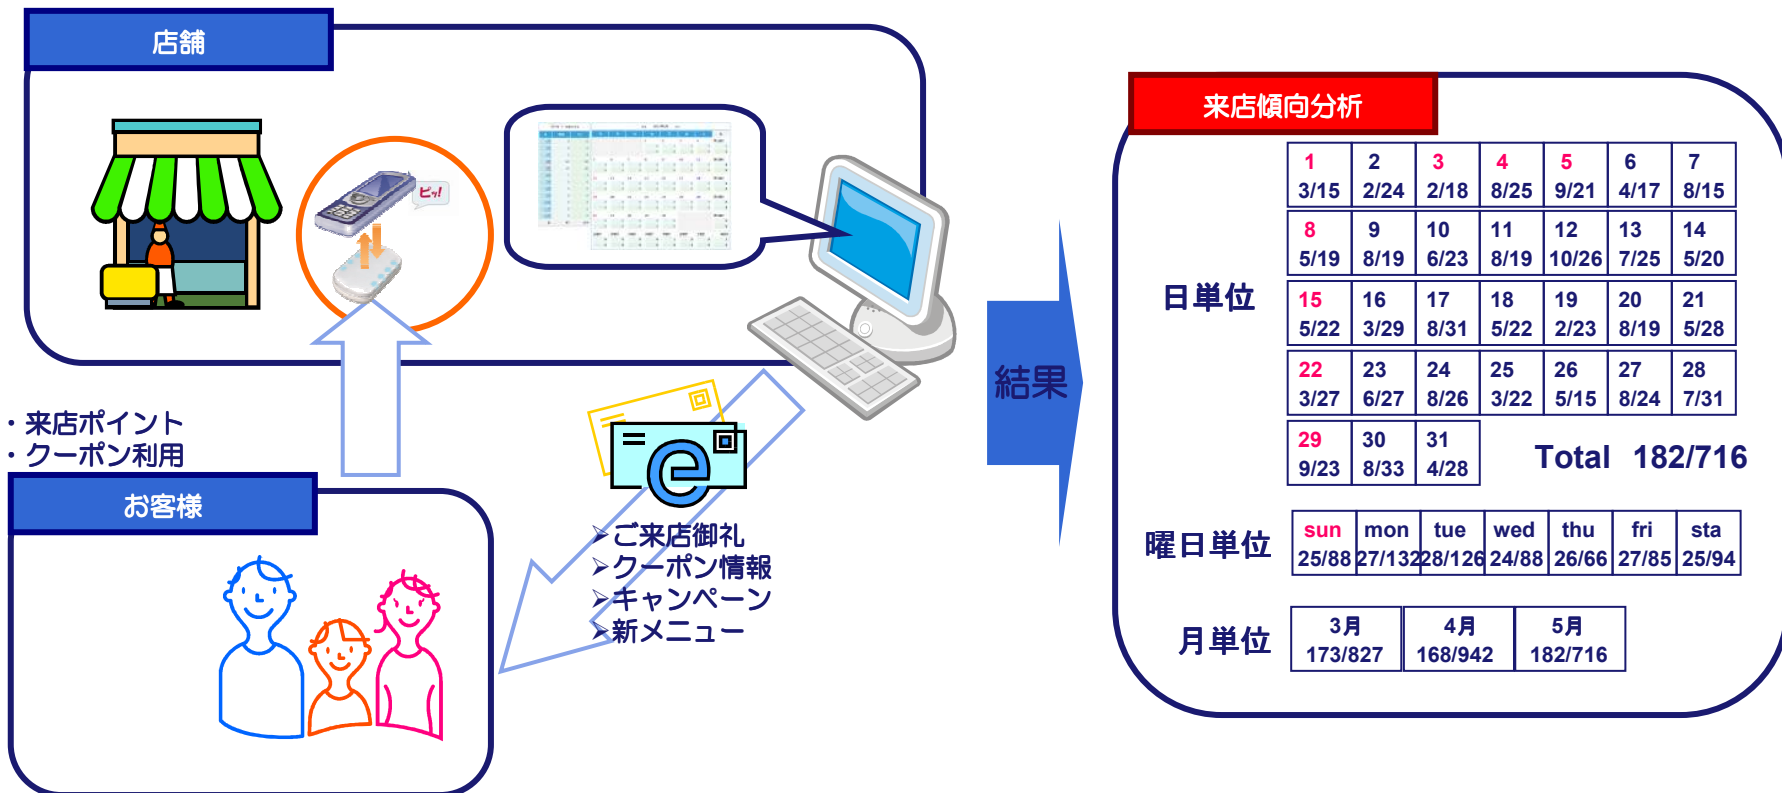 店舗
ピッ!
・来店ポイント
・クーポン利用
お客様
➢ご来店御礼
➢クーポン情報
➢キャンペーン
➢新メニュー
結果
来店傾向分析
日単位
1 2 3 4 5 6 7
3/15 2/24 2/18 8/25 9/21 4/17 8/15
8 9 10 11 12 13 14
5/19 8/19 6/23 8/19 10/26 7/25 5/20
15 16 17 18 19 20 21
5/22 3/29 8/31 5/22 2/23 8/19 5/28
22 23 24 25 26 27 28
3/27 6/27 8/26 3/22 5/15 8/24 7/31
29 30 31
9/23 8/33 4/28
Total 182/716
曜日単位
sun mon tue wed thu fri sta
25/88 27/132 28/126 24/88 26/66 27/85 25/94
月単位
3月 4月 5月
173/827 168/942 182/716